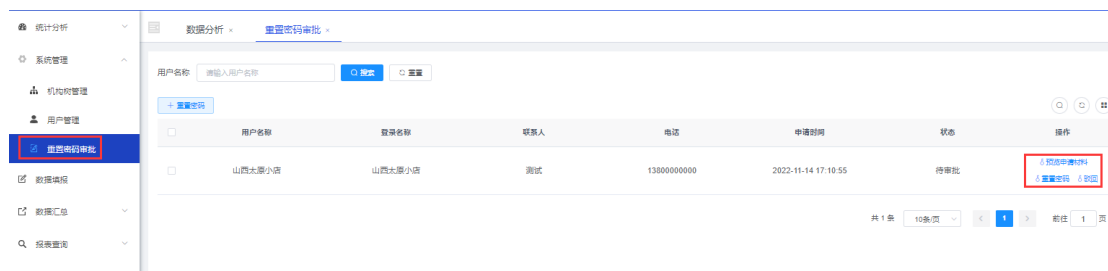 统计分析
系统管理
机构树管理
用户管理
重置密码审批
数据填报
数据汇总
报表查询
数据分析 × 重置密码审批 ×
用户名称 请输入用户名称 搜索 重置
+ 重置密码
用户名称 登录名称 联系人 电话 申请时间 状态 操作
山西太原小店 山西太原小店 测试 13800000000 2022-11-14 17:10:55 待审批 预览申请材料
重置密码 驳回
共 1 条 10条/页 < 1 > 前往 1 页